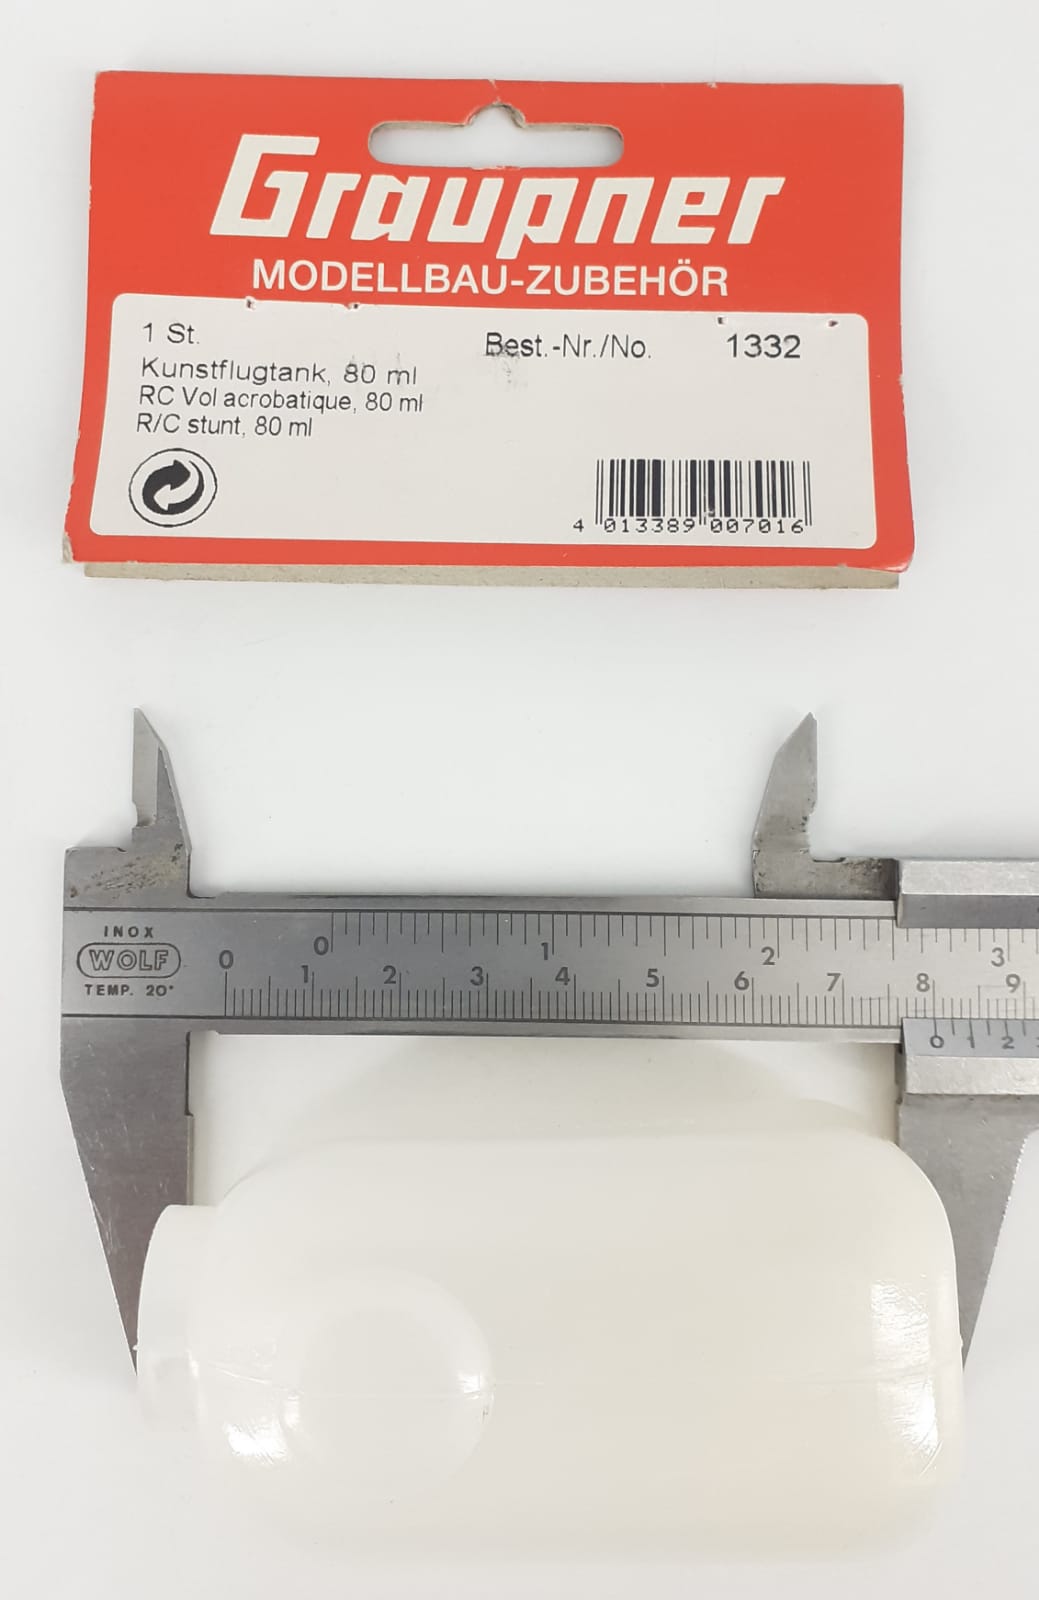 Graupner
MODELLBAU-ZUBEHÖR
1 St.
Best.-Nr./No. 1332
Kunstflugtank, 80 ml
RC Vol acrobatique, 80 ml
R/C stunt, 80 ml
4 013389 007016
INOX
WOLF
TEMP. 20°
0 1 2 3
0 1 2 3 4 5 6 7 8 9
0 1 2